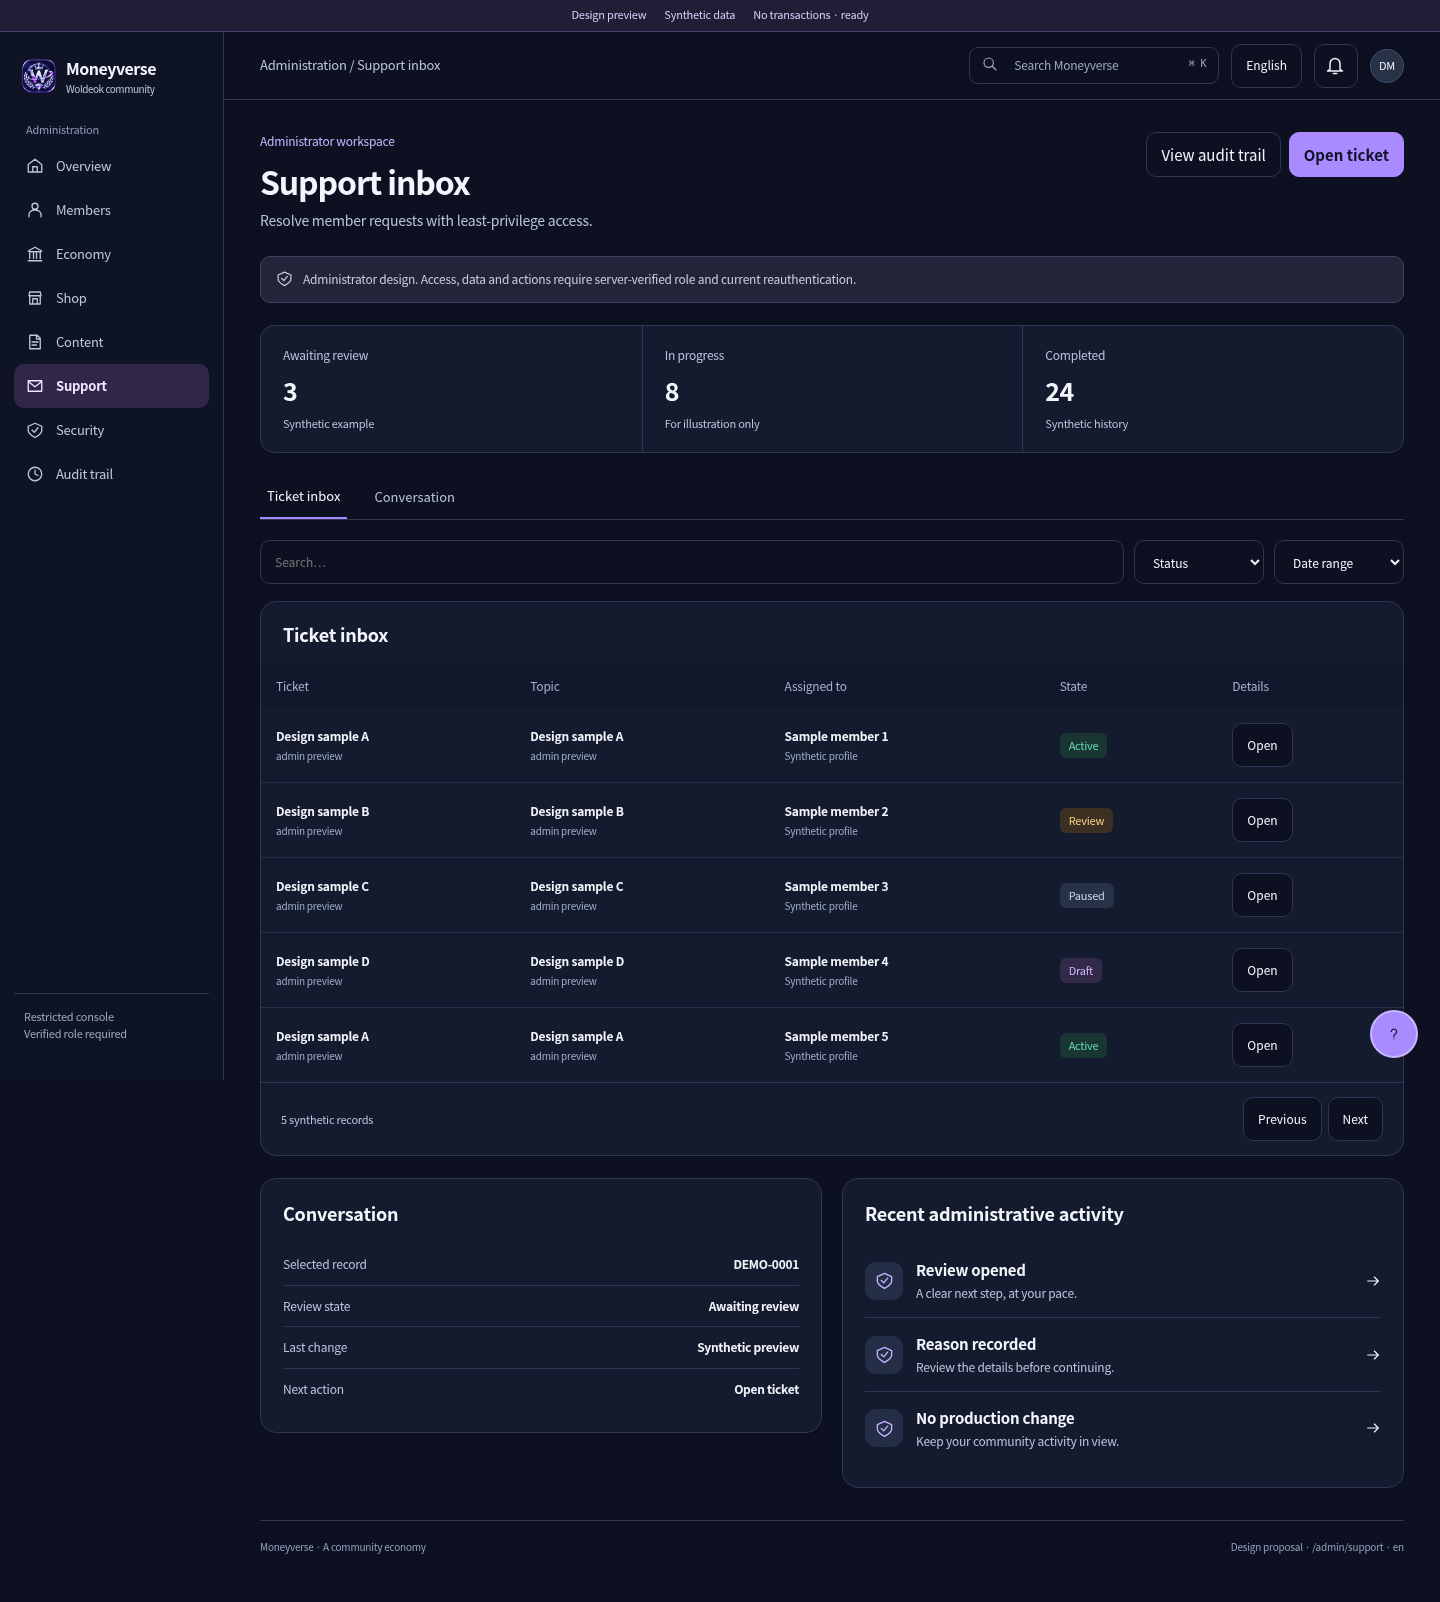 Design preview Synthetic data No transactions · ready
Moneyverse
Woldeok community
Administration
Overview
Members
Economy
Shop
Content
Support
Security
Audit trail
Restricted console
Verified role required
Administration / Support inbox
Search Moneyverse ⌘ K
English
DM
Administrator workspace
Support inbox
Resolve member requests with least-privilege access.
View audit trail
Open ticket
Administrator design. Access, data and actions require server-verified role and current reauthentication.
Awaiting review
3
Synthetic example
In progress
8
For illustration only
Completed
24
Synthetic history
Ticket inbox
Conversation
Search…
Status
Date range
Ticket inbox
Ticket Topic Assigned to State Details
Design sample A Design sample A Sample member 1 Active Open
admin preview admin preview Synthetic profile
Design sample B Design sample B Sample member 2 Review Open
admin preview admin preview Synthetic profile
Design sample C Design sample C Sample member 3 Paused Open
admin preview admin preview Synthetic profile
Design sample D Design sample D Sample member 4 Draft Open
admin preview admin preview Synthetic profile
Design sample A Design sample A Sample member 5 Active Open
admin preview admin preview Synthetic profile
?
5 synthetic records
Previous
Next
Conversation
Selected record DEMO-0001
Review state Awaiting review
Last change Synthetic preview
Next action Open ticket
Recent administrative activity
Review opened
A clear next step, at your pace.
Reason recorded
Review the details before continuing.
No production change
Keep your community activity in view.
Moneyverse · A community economy
Design proposal · /admin/support · en